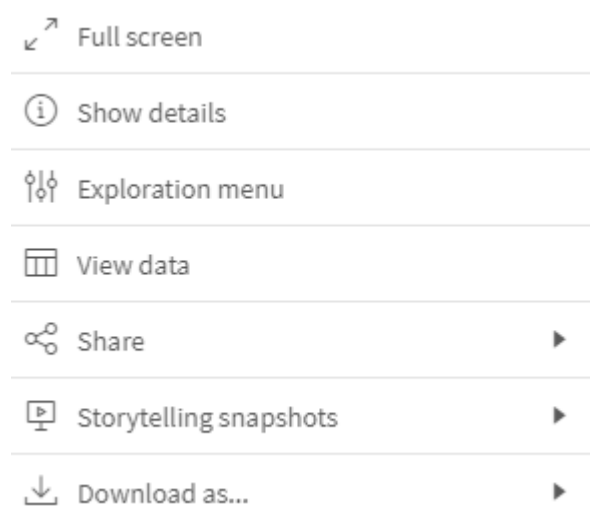 Full screen
Show details
Exploration menu
View data
Share
Storytelling snapshots
Download as...